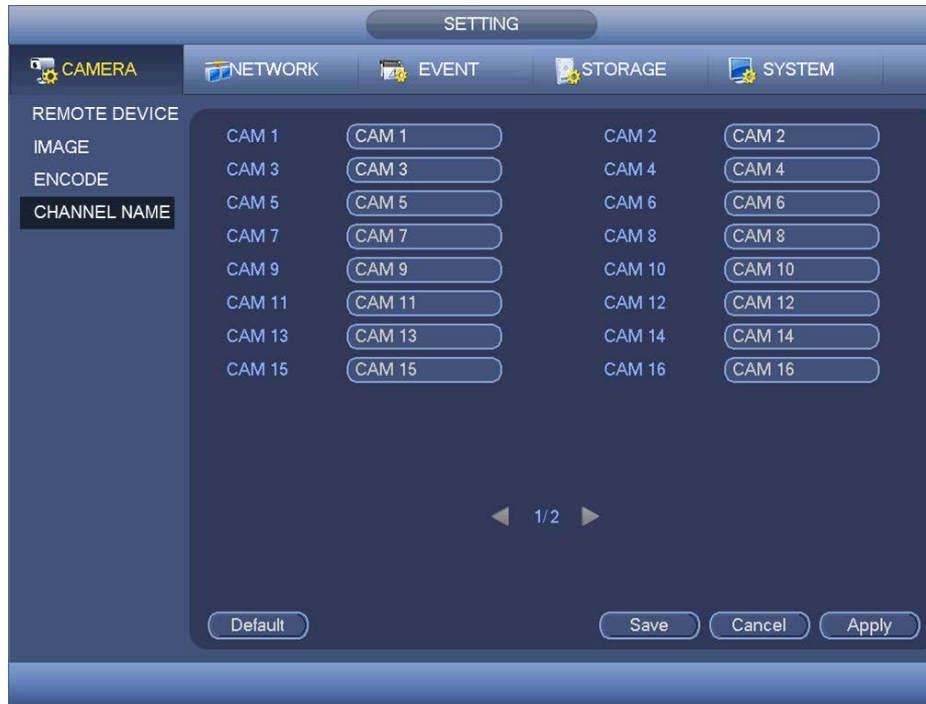 SETTING
CAMERA NETWORK EVENT STORAGE SYSTEM
REMOTE DEVICE
IMAGE
ENCODE
CHANNEL NAME
CAM 1 CAM 1 CAM 2 CAM 2
CAM 3 CAM 3 CAM 4 CAM 4
CAM 5 CAM 5 CAM 6 CAM 6
CAM 7 CAM 7 CAM 8 CAM 8
CAM 9 CAM 9 CAM 10 CAM 10
CAM 11 CAM 11 CAM 12 CAM 12
CAM 13 CAM 13 CAM 14 CAM 14
CAM 15 CAM 15 CAM 16 CAM 16
1/2
Default Save Cancel Apply